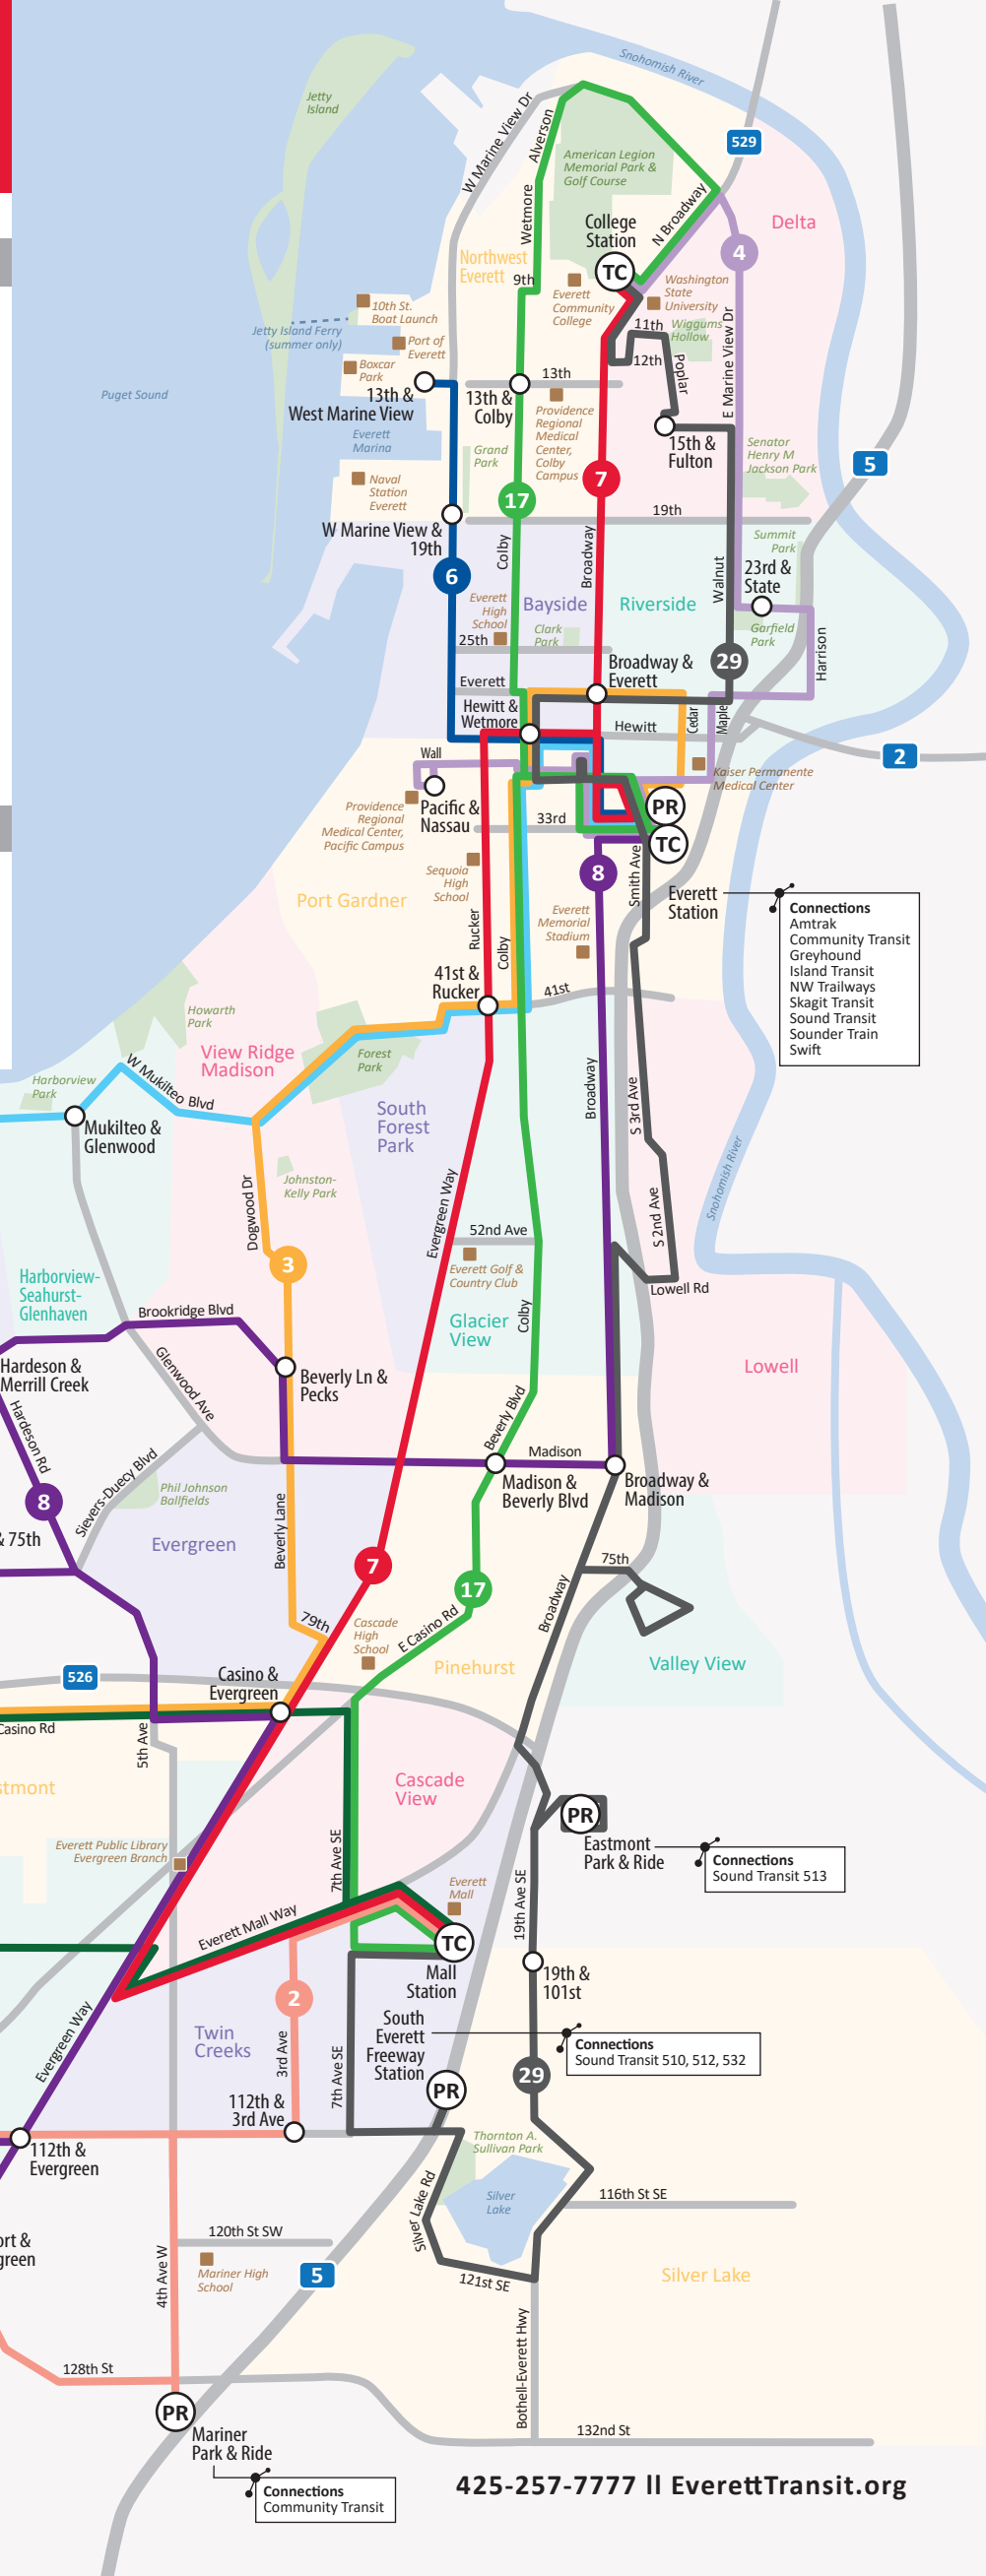 Snohomish River
Jetty
Island
W Marine View Dr
Alverson
529
American Legion
Memorial Park &
Golf Course
Wetmore
N Broadway
Delta
College
Station
4
TC
Northwest
Everett
9th
Everett
Community
College
Washington
State
University
10th St.
Boat Launch
Jetty Island Ferry
(summer only)
Port of
Everett
Boxcar
Park
11th
Wiggums
Hollow
12th
Poplar
E Marine View Dr
Puget Sound
13th &
West Marine View
13th
13th &
Colby
Providence
Regional
Medical
Center,
Colby
Campus
15th &
Fulton
Everett
Marina
Grand
Park
Senator
Henry M
Jackson Park
5
Naval
Station
Everett
17
7
W Marine View &
19th
19th
Summit
Park
6
Colby
Broadway
Walnut
23rd &
State
Everett
High
School
Bayside
Riverside
Clark
Park
Garfield
Park
25th
Harrison
29
Broadway &
Everett
Everett
Hewitt &
Wetmore
Hewitt
Cedar
Maple
2
Wall
Kaiser Permanente
Medical Center
Pacific &
Nassau
PR
Providence
Regional
Medical Center,
Pacific Campus
33rd
TC
Sequoia
High
School
8
Smith Ave
Port Gardner
Everett
Station
Connections
Amtrak
Community Transit
Greyhound
Island Transit
NW Trailways
Skagit Transit
Sound Transit
Sounder Train
Swift
Rucker
Colby
Everett
Memorial
Stadium
41st &
Rucker
41st
Howarth
Park
View Ridge
Madison
Forest
Park
Harborview
Park
W Mukilteo Blvd
Mukilteo &
Glenwood
South
Forest
Park
Broadway
S 3rd Ave
Johnston-
Kelly Park
Dogwood Dr
Evergreen Way
Snohomish River
52nd Ave
S 2nd Ave
3
Everett Golf &
Country Club
Lowell Rd
Harborview-
Seahurst-
Glenhaven
Brookridge Blvd
Glacier
View
Colby
Hardeson &
Merrill Creek
Glenwood Ave
Beverly Ln &
Pecks
Lowell
Hardeson Rd
Beverly Blvd
Madison
Sievers-Duecy Blvd
Madison &
Beverly Blvd
Broadway &
Madison
8
Phil Johnson
Ballfields
& 75th
Evergreen
Beverly Lane
7
17
75th
Broadway
79th
Cascade
High
School
E Casino Rd
Pinehurst
Valley View
526
Casino &
Evergreen
Casino Rd
5th Ave
stmont
Cascade
View
PR
Eastmont
Park & Ride
Connections
Sound Transit 513
Everett Public Library
Evergreen Branch
7th Ave SE
Everett
Mall
19th Ave SE
Everett Mall Way
TC
Mall
Station
19th &
101st
2
South
Everett
Freeway
Station
Connections
Sound Transit 510, 512, 532
Evergreen Way
Twin
Creeks
3rd Ave
7th Ave SE
29
PR
112th &
3rd Ave
112th &
Evergreen
Thornton A.
Sullivan Park
Silver
Lake
Silver Lake Rd
116th St SE
ort &
green
120th St SW
Mariner High
School
4th Ave W
5
121st SE
Silver Lake
Bothell-Everett Hwy
128th St
PR
Mariner
Park & Ride
132nd St
Connections
Community Transit
425-257-7777 ll EverettTransit.org